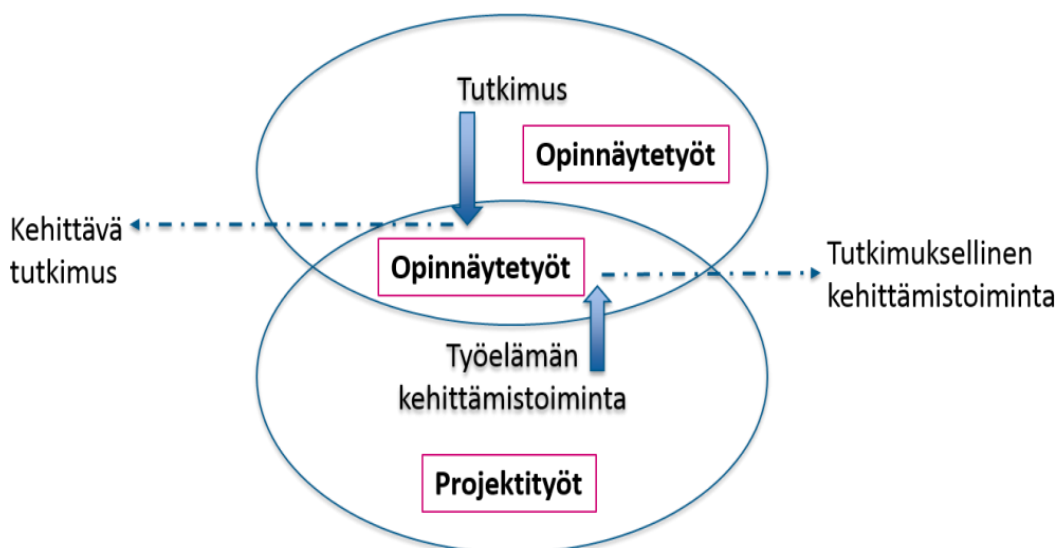 Tutkimus
Opinnäytetyöt
Kehittävä
tutkimus
Opinnäytetyöt
Tutkimuksellinen
kehittämistoiminta
Työelämän
kehittämistoiminta
Projektityöt